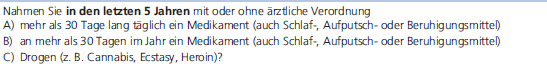 Nahmen Sie in den letzten 5 Jahren mit oder ohne ärztliche Verordnung
A) mehr als 30 Tage lang täglich ein Medikament (auch Schlaf-, Aufputsch- oder Beruhigungsmittel)
B) an mehr als 30 Tagen im Jahr ein Medikament (auch Schlaf-, Aufputsch- oder Beruhigungsmittel)
C) Drogen (z. B. Cannabis, Ecstasy, Heroin)?